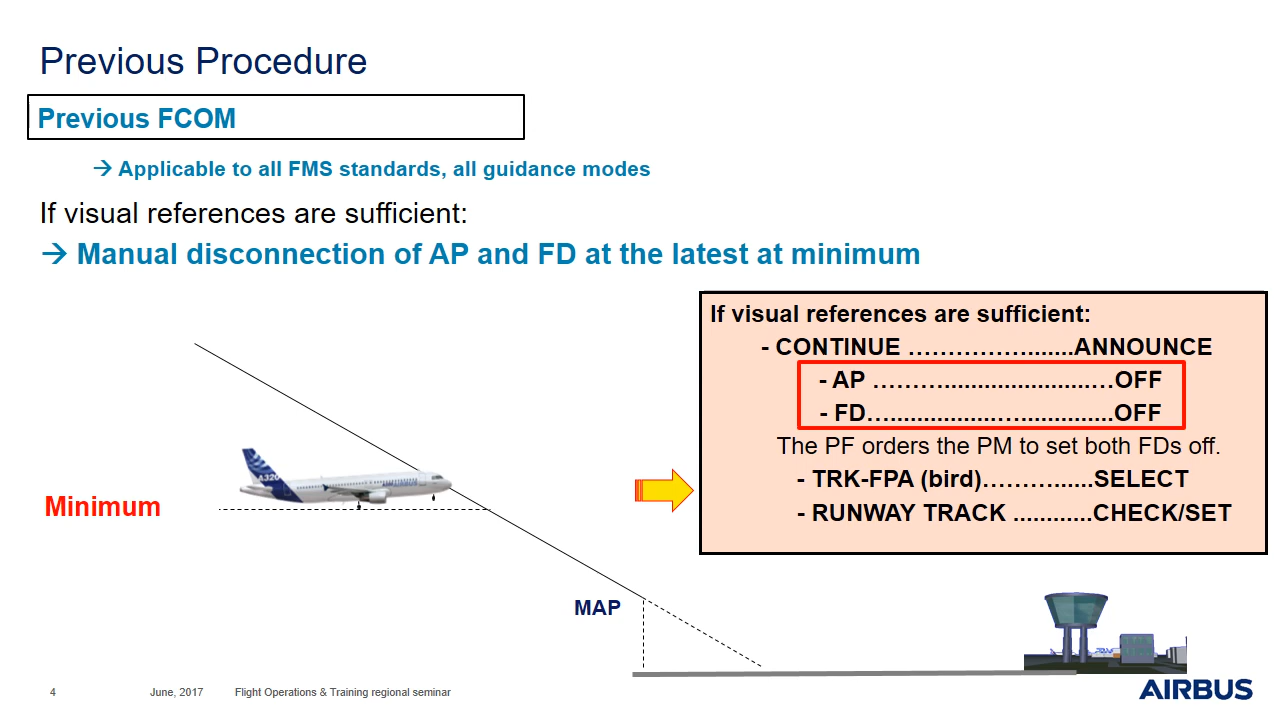 Previous Procedure
Previous FCOM
→ Applicable to all FMS standards, all guidance modes
If visual references are sufficient:
→ Manual disconnection of AP and FD at the latest at minimum
If visual references are sufficient:
- CONTINUE ……………….......ANNOUNCE
- AP ………........................…OFF
- FD…................…..............OFF
The PF orders the PM to set both FDs off.
- TRK-FPA (bird)………......SELECT
- RUNWAY TRACK ............CHECK/SET
A320
Minimum
MAP
4 June, 2017 Flight Operations & Training regional seminar
AIRBUS